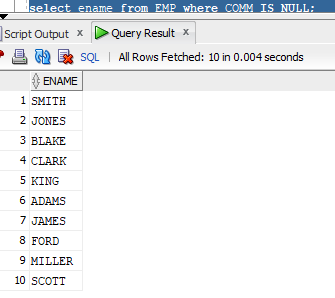 select ename from EMP where COMM IS NULL;
Script Output × Query Result ×
SQL | All Rows Fetched: 10 in 0.004 seconds
ENAME
1 SMITH
2 JONES
3 BLAKE
4 CLARK
5 KING
6 ADAMS
7 JAMES
8 FORD
9 MILLER
10 SCOTT